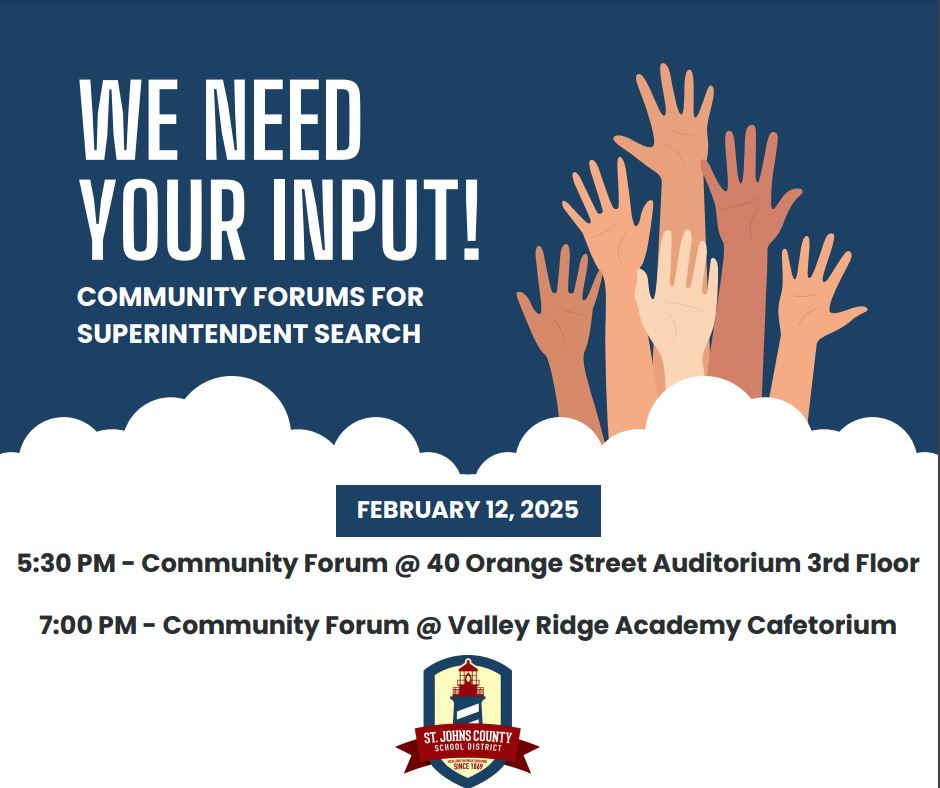 WE NEED
YOUR INPUT!
COMMUNITY FORUMS FOR
SUPERINTENDENT SEARCH
FEBRUARY 12, 2025
5:30 PM - Community Forum @ 40 Orange Street Auditorium 3rd Floor
7:00 PM - Community Forum @ Valley Ridge Academy Cafetorium
ST. JOHNS COUNTY
SCHOOL DISTRICT
SINCE 1869